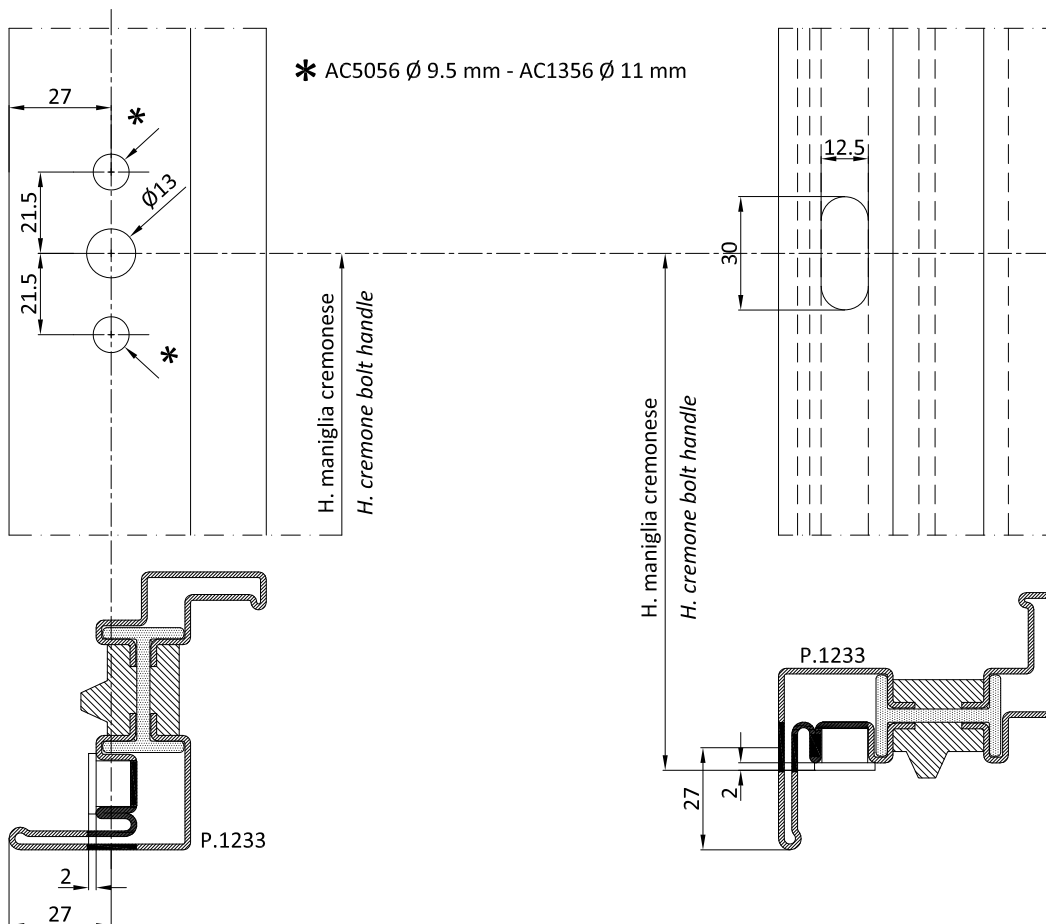 * AC5056 Ø 9.5 mm - AC1356 Ø 11 mm
27
*
12.5
Ø13
21.5
30
21.5
*
H. maniglia cremonese
H. cremone bolt handle
H. maniglia cremonese
H. cremone bolt handle
P.1233
27
2
P.1233
2
27